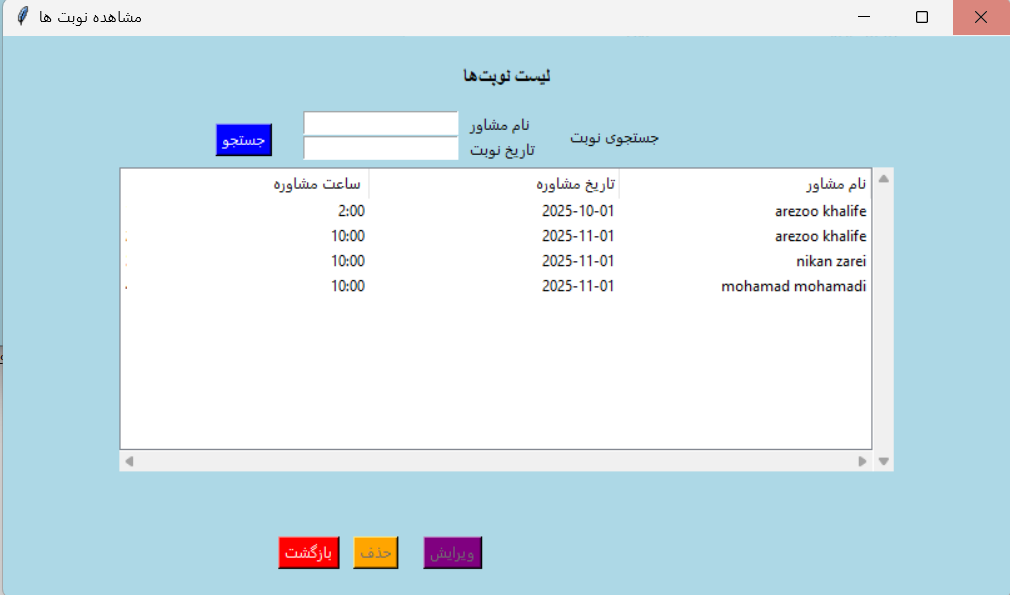 مشاهده نوبت ها
لیست نوبت‌ها
جستجوی نوبت
نام مشاور
تاریخ نوبت
جستجو
نام مشاور تاریخ مشاوره ساعت مشاوره
arezoo khalife 2025-10-01 2:00
arezoo khalife 2025-11-01 10:00
nikan zarei 2025-11-01 10:00
mohamad mohamadi 2025-11-01 10:00
ویرایش حذف بازگشت